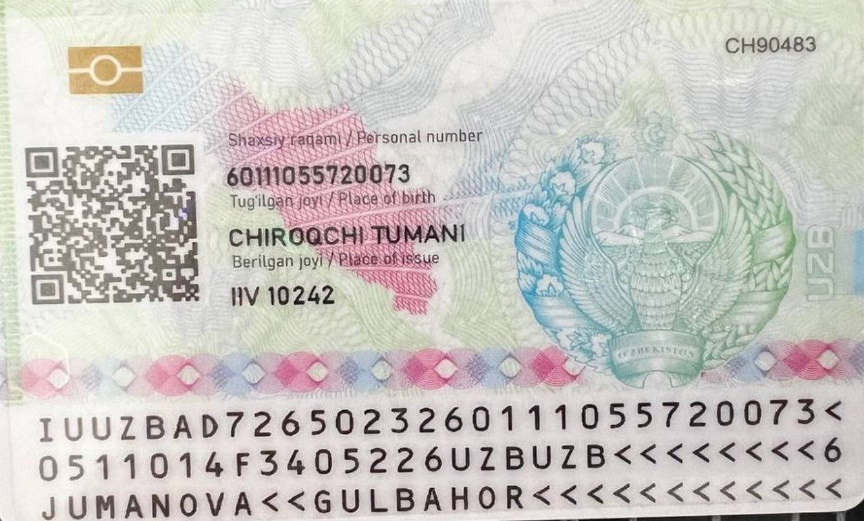 CH90483
Shaxsiy raqami / Personal number
60111055720073
Tug'ilgan joyi / Place of birth
CHIROQCHI TUMANI
Berilgan joyi / Place of issue
IIV 10242
UZB
O'ZBEKISTON
IUUZBAD7265023260111055720073<
0511014F3405226UZBUZB<<<<<<<<6
JUMANOVA<<GULBAHOR<<<<<<<<<<<<